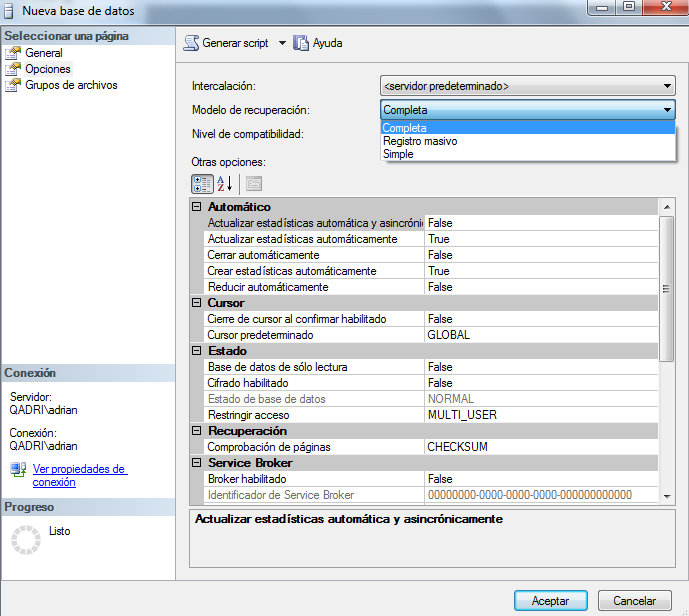 Nueva base de datos
Seleccionar una página
General
Opciones
Grupos de archivos
Generar script
Ayuda
Intercalación:
<servidor predeterminado>
Modelo de recuperación:
Completa
Nivel de compatibilidad:
Completa
Registro masivo
Simple
Otras opciones:
Automático
Actualizar estadísticas automática y asincróni False
Actualizar estadísticas automáticamente True
Cerrar automáticamente False
Crear estadísticas automáticamente True
Reducir automáticamente False
Cursor
Cierre de cursor al confirmar habilitado False
Cursor predeterminado GLOBAL
Estado
Base de datos de sólo lectura False
Cifrado habilitado False
Estado de base de datos NORMAL
Restringir acceso MULTI_USER
Recuperación
Comprobación de páginas CHECKSUM
Service Broker
Broker habilitado False
Identificador de Service Broker 00000000-0000-0000-0000-000000000000
Actualizar estadísticas automática y asincrónicamente
Conexión
Servidor:
QADRI\adrian
Conexión:
QADRI\adrian
Ver propiedades de
conexión
Progreso
Listo
Aceptar
Cancelar